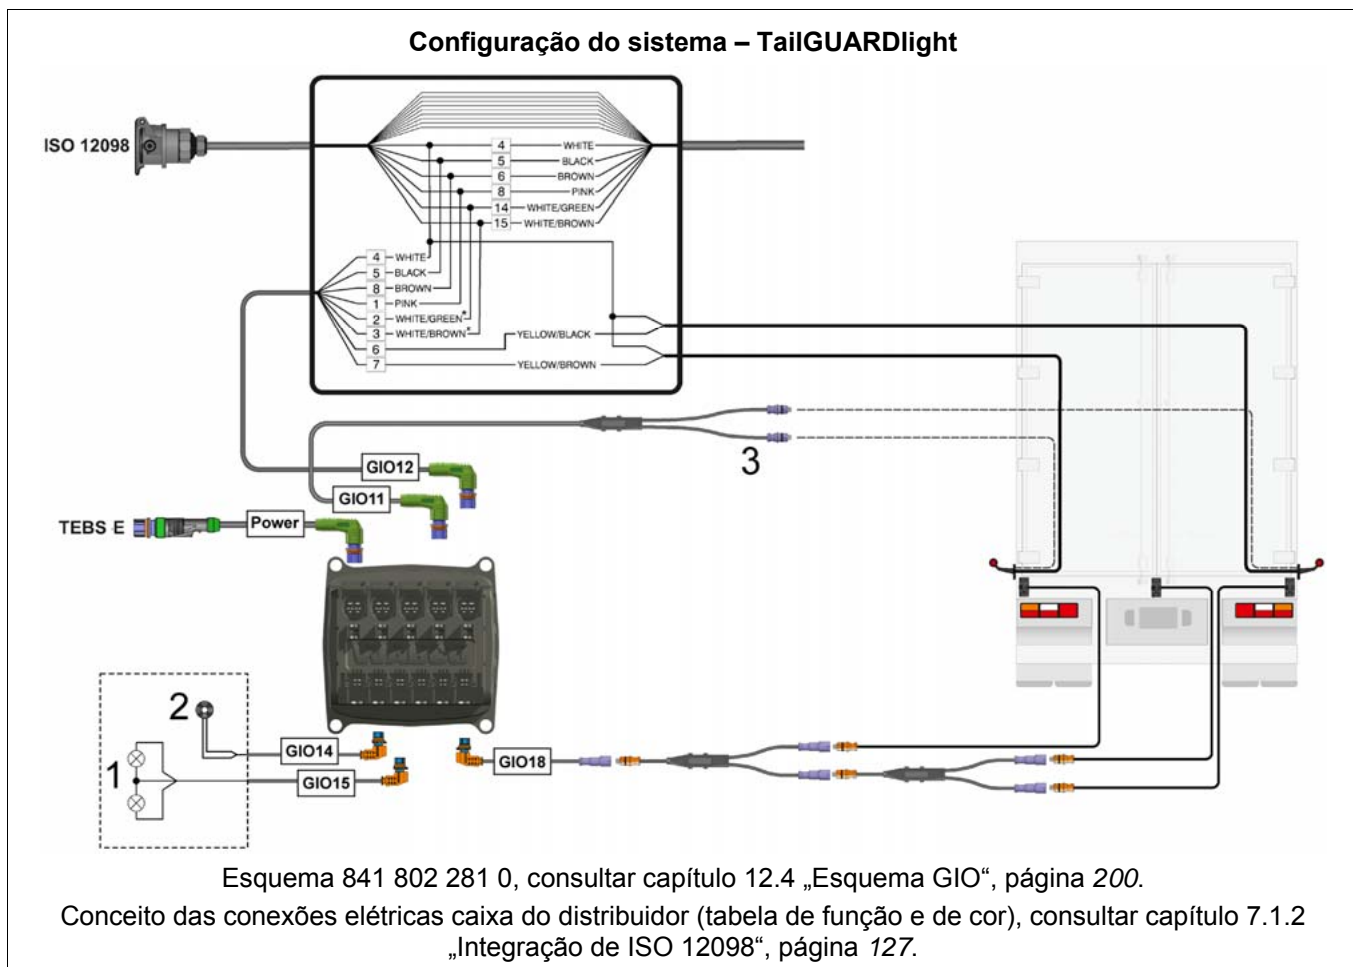 Configuração do sistema – TailGUARDlight
ISO 12098
4 WHITE
5 BLACK
6 BROWN
8 PINK
14 WHITE/GREEN
15 WHITE/BROWN
4 WHITE
5 BLACK
8 BROWN
1 PINK
2 WHITE/GREEN*
3 WHITE/BROWN*
6 YELLOW/BLACK
7 YELLOW/BROWN
3
GIO12
GIO11
TEBS E
Power
2
GIO14
1
GIO15
GIO18
Esquema 841 802 281 0, consultar capítulo 12.4 „Esquema GIO“, página 200.
Conceito das conexões elétricas caixa do distribuidor (tabela de função e de cor), consultar capítulo 7.1.2
„Integração de ISO 12098“, página 127.